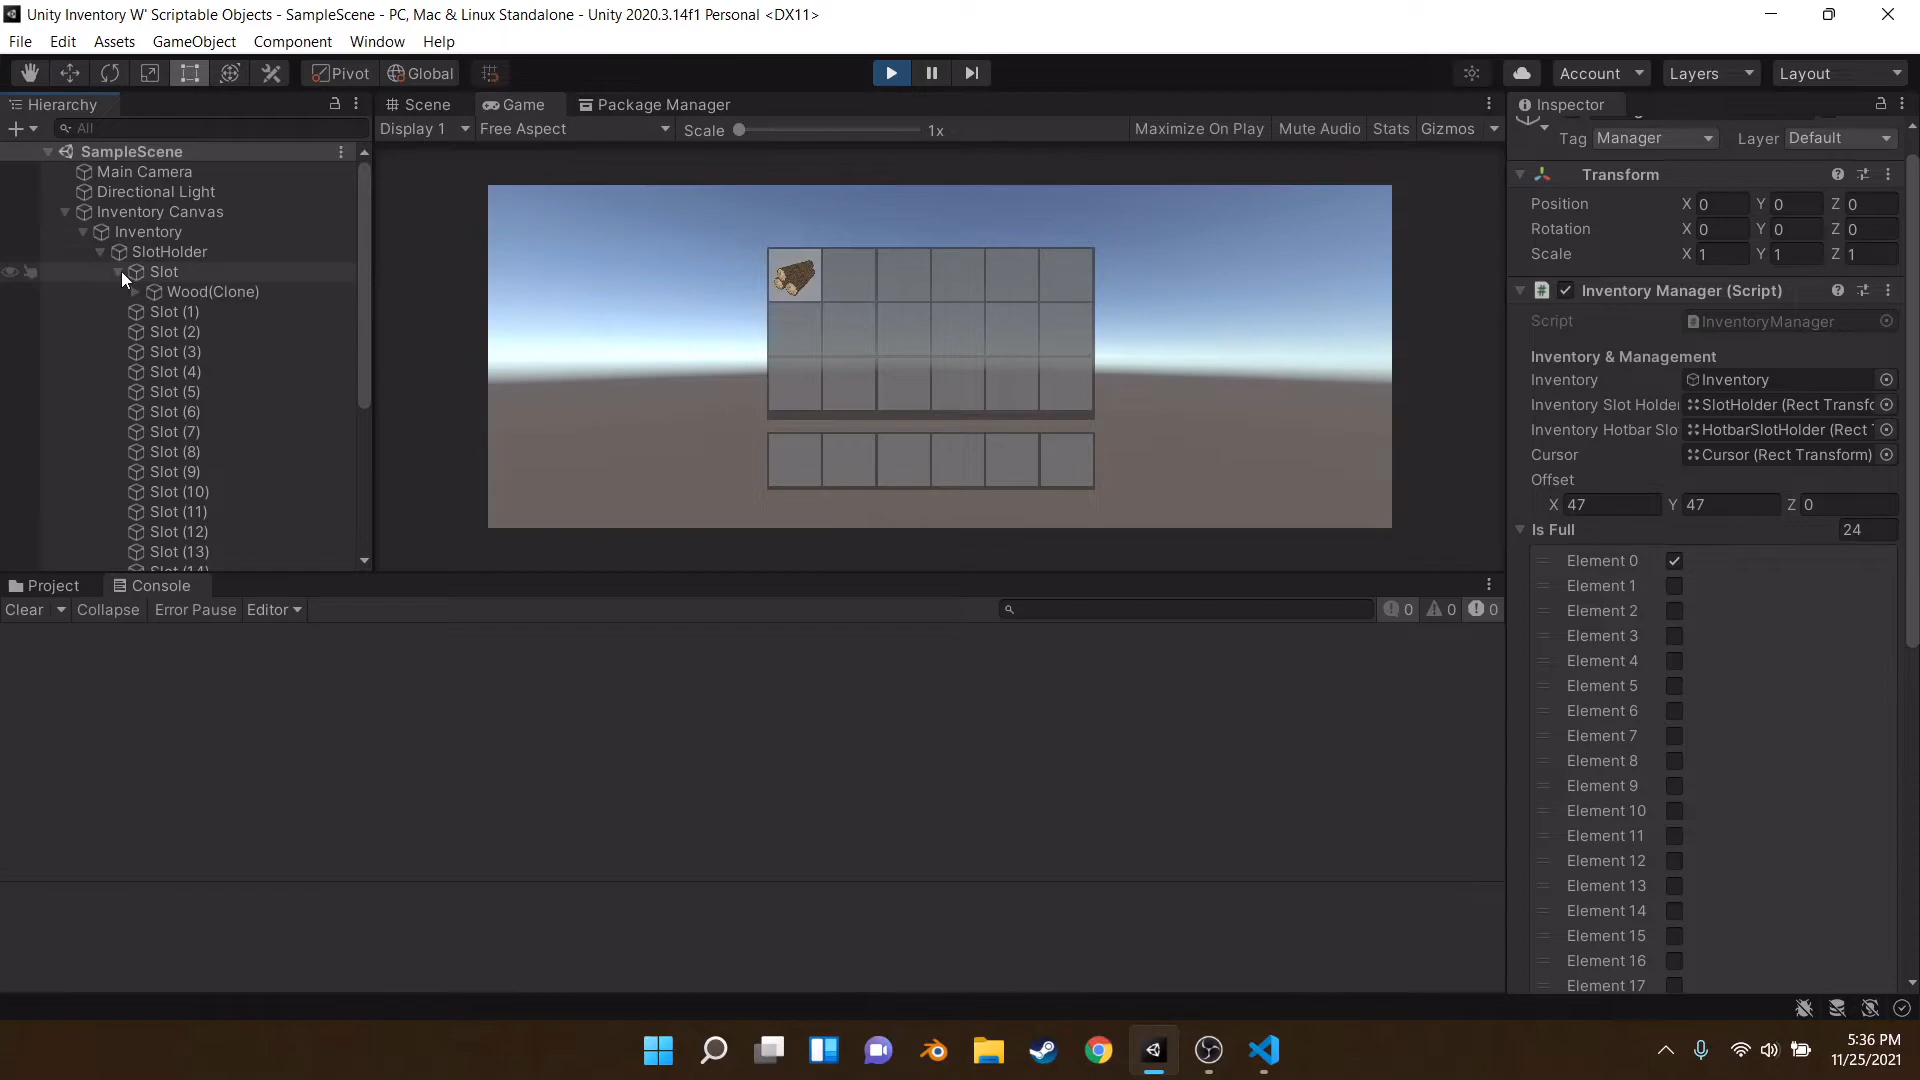 Unity Inventory W' Scriptable Objects - SampleScene - PC, Mac & Linux Standalone - Unity 2020.3.14f1 Personal <DX11>
File Edit Assets GameObject Component Window Help
Pivot Global Account Layers Layout
Hierarchy
All
SampleScene
Main Camera
Directional Light
Inventory Canvas
Inventory
SlotHolder
Slot
Wood(Clone)
Slot (1)
Slot (2)
Slot (3)
Slot (4)
Slot (5)
Slot (6)
Slot (7)
Slot (8)
Slot (9)
Slot (10)
Slot (11)
Slot (12)
Slot (13)
Scene Game Package Manager
Display 1 Free Aspect Scale 1x Maximize On Play Mute Audio Stats Gizmos
Inspector
Tag Manager Layer Default
Transform
Position X 0 Y 0 Z 0
Rotation X 0 Y 0 Z 0
Scale X 1 Y 1 Z 1
Inventory Manager (Script)
Script InventoryManager
Inventory & Management
Inventory Inventory
Inventory Slot Holde SlotHolder (Rect Transfo
Inventory Hotbar Slo HotbarSlotHolder (Rect
Cursor Cursor (Rect Transform)
Offset
X 47 Y 47 Z 0
Is Full 24
Element 0
Element 1
Element 2
Element 3
Element 4
Element 5
Element 6
Element 7
Element 8
Element 9
Element 10
Element 11
Element 12
Element 13
Element 14
Element 15
Element 16
Element 17
Project Console
Clear Collapse Error Pause Editor 0 0 0
5:36 PM
11/25/2021